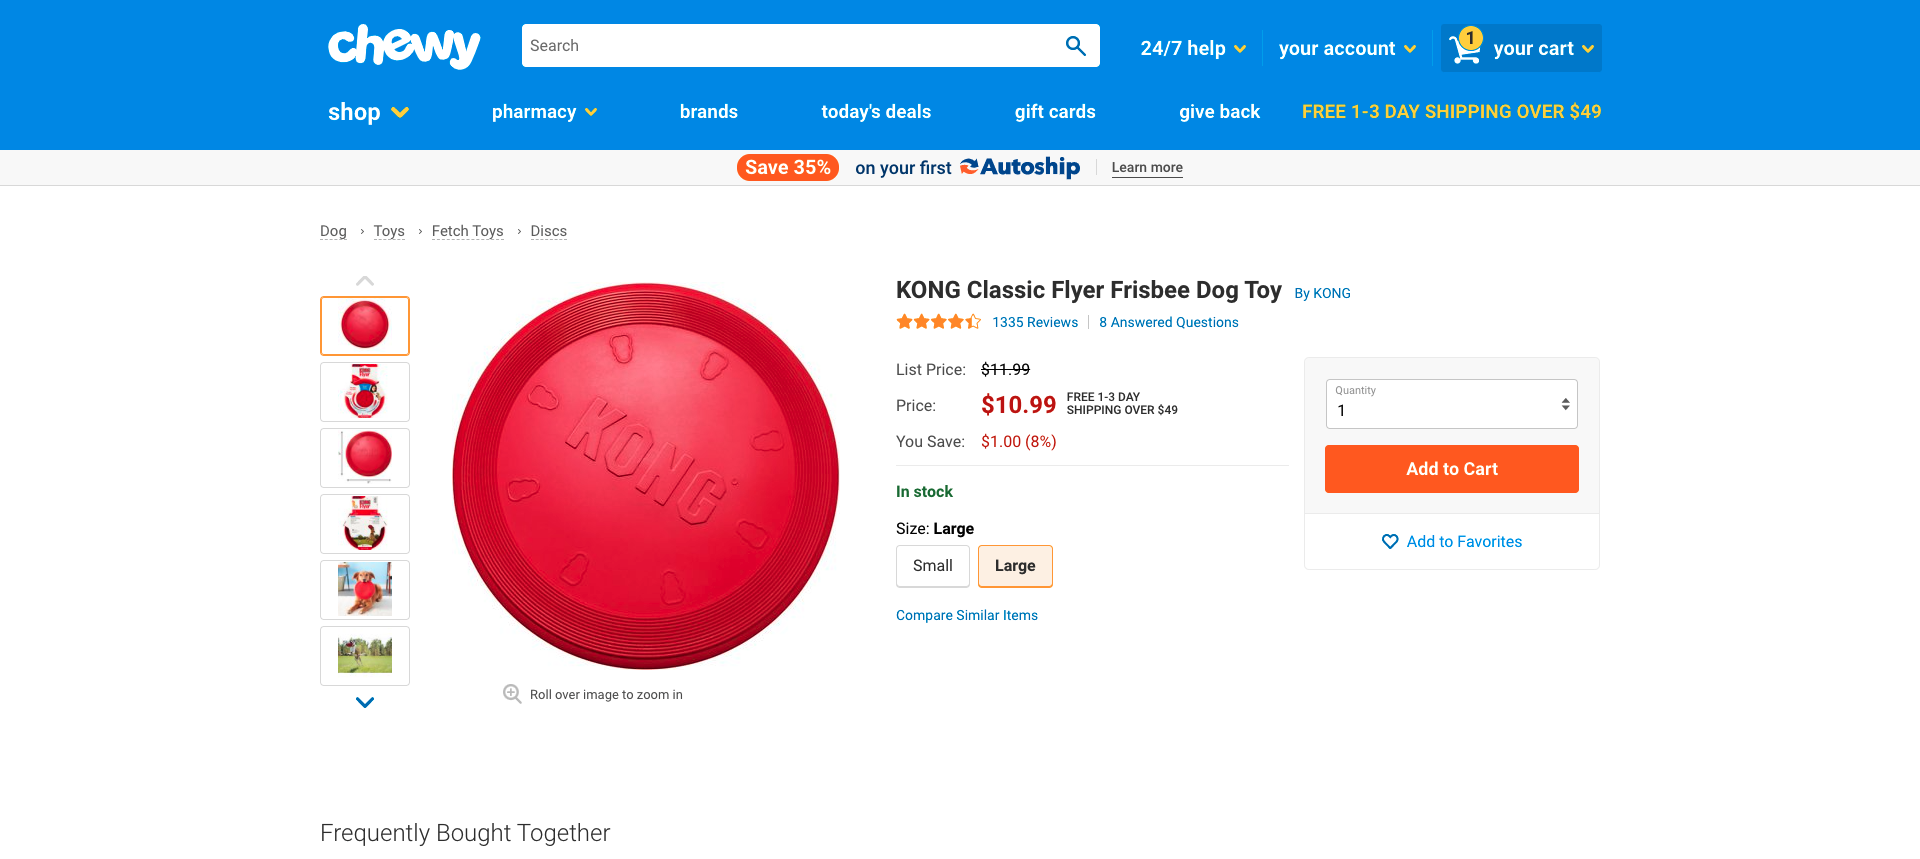 chewy
Search
24/7 help
your account
1
your cart
shop
pharmacy
brands
today's deals
gift cards
give back
FREE 1-3 DAY SHIPPING OVER $49
Save 35% on your first Autoship
Learn more
Dog › Toys › Fetch Toys › Discs
KONG
KONG Classic Flyer Frisbee Dog Toy By KONG
1335 Reviews
8 Answered Questions
List Price: $11.99
Price: $10.99 FREE 1-3 DAY
SHIPPING OVER $49
You Save: $1.00 (8%)
In stock
Size: Large
Small
Large
Compare Similar Items
Quantity
1
Add to Cart
Add to Favorites
Roll over image to zoom in
Frequently Bought Together